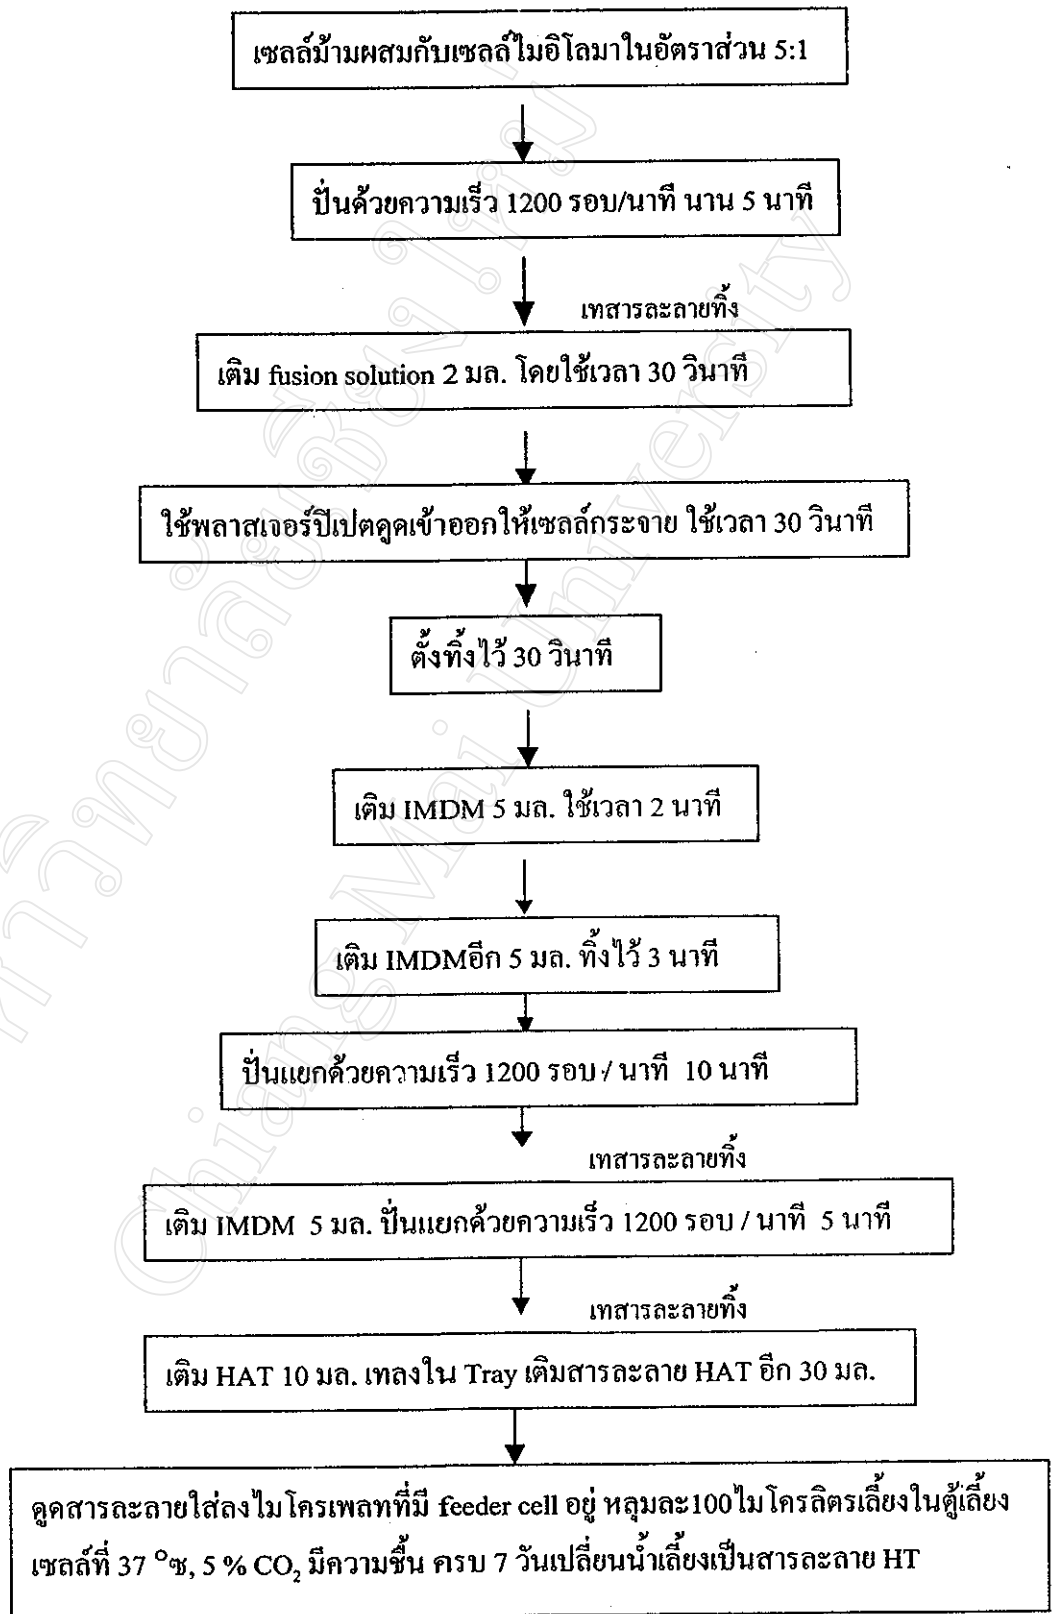 เซลล์ม้ามผสมกับเซลล์ไมอิโลมาในอัตราส่วน 5:1
ปั่นด้วยความเร็ว 1200 รอบ/นาที นาน 5 นาที
เทสารละลายทิ้ง
เติม fusion solution 2 มล. โดยใช้เวลา 30 วินาที
ใช้พลาสเจอร์ปิเปตดูดเข้าออกให้เซลล์กระจาย ใช้เวลา 30 วินาที
ตั้งทิ้งไว้ 30 วินาที
เติม IMDM 5 มล. ใช้เวลา 2 นาที
เติม IMDMอีก 5 มล. ทิ้งไว้ 3 นาที
ปั่นแยกด้วยความเร็ว 1200 รอบ / นาที 10 นาที
เทสารละลายทิ้ง
เติม IMDM 5 มล. ปั่นแยกด้วยความเร็ว 1200 รอบ / นาที 5 นาที
เทสารละลายทิ้ง
เติม HAT 10 มล. เทลงใน Tray เติมสารละลาย HAT อีก 30 มล.
ดูดสารละลายใส่ลงไมโครเพลทที่มี feeder cell อยู่ หลุมละ100ไมโครลิตรเลี้ยงในตู้เลี้ยง
เซลล์ที่ 37 °ซ, 5 % CO₂ มีความชื้น ครบ 7 วันเปลี่ยนน้ำเลี้ยงเป็นสารละลาย HT
Chiang Mai University